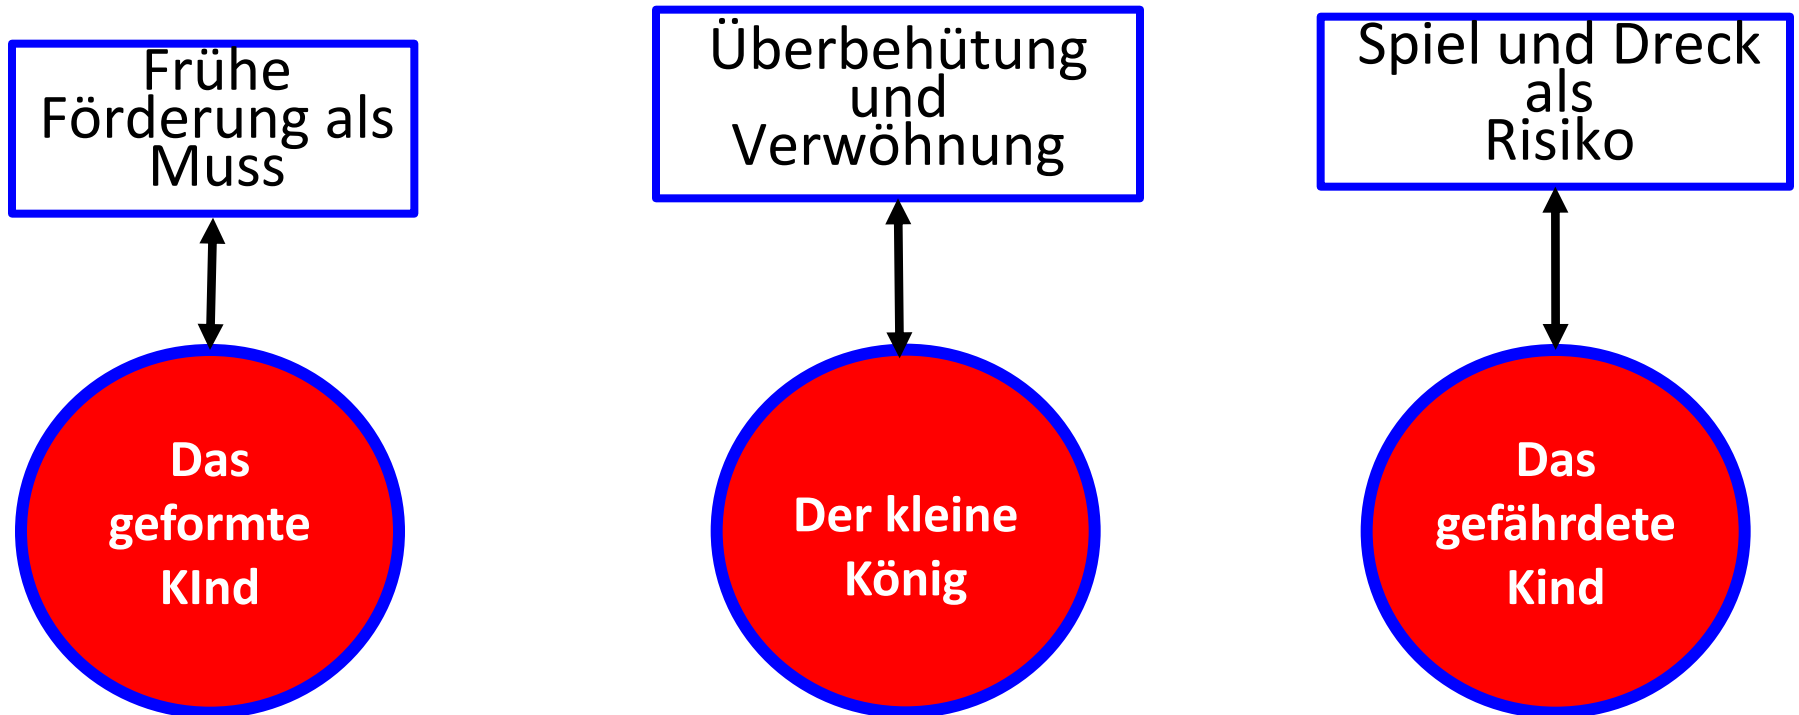 Frühe
Förderung als
Muss
Überbehütung
und
Verwöhnung
Spiel und Dreck
als
Risiko
Das
geformte
KInd
Der kleine
König
Das
gefährdete
Kind